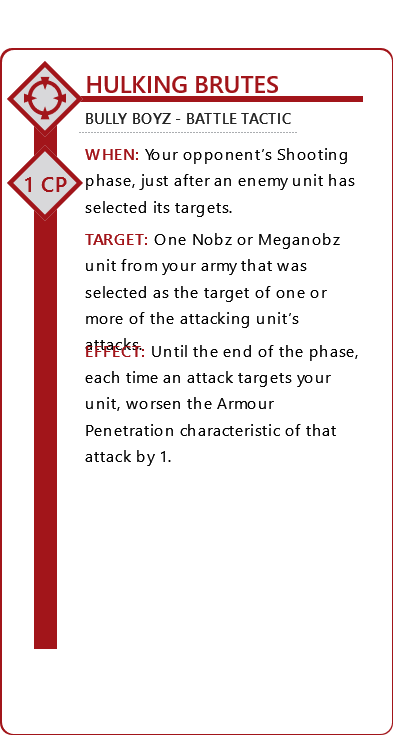 HULKING BRUTES
BULLY BOYZ - BATTLE TACTIC
1 CP
WHEN: Your opponent's Shooting
phase, just after an enemy unit has
selected its targets.
TARGET: One Nobz or Meganobz
unit from your army that was
selected as the target of one or
more of the attacking unit's
attacks.
EFFECT: Until the end of the phase,
each time an attack targets your
unit, worsen the Armour
Penetration characteristic of that
attack by 1.